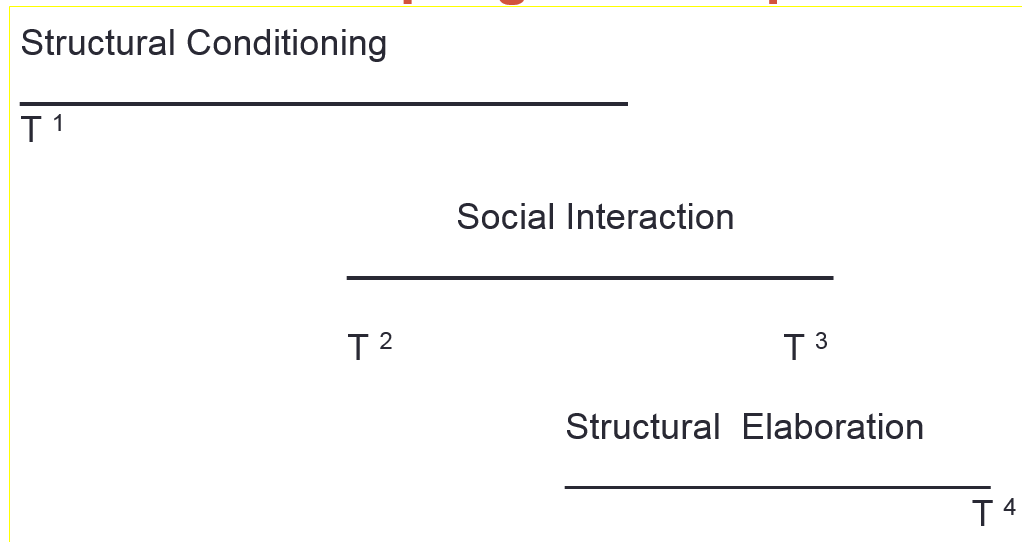 Structural Conditioning
T 1
Social Interaction
T 2 T 3
Structural Elaboration
T 4